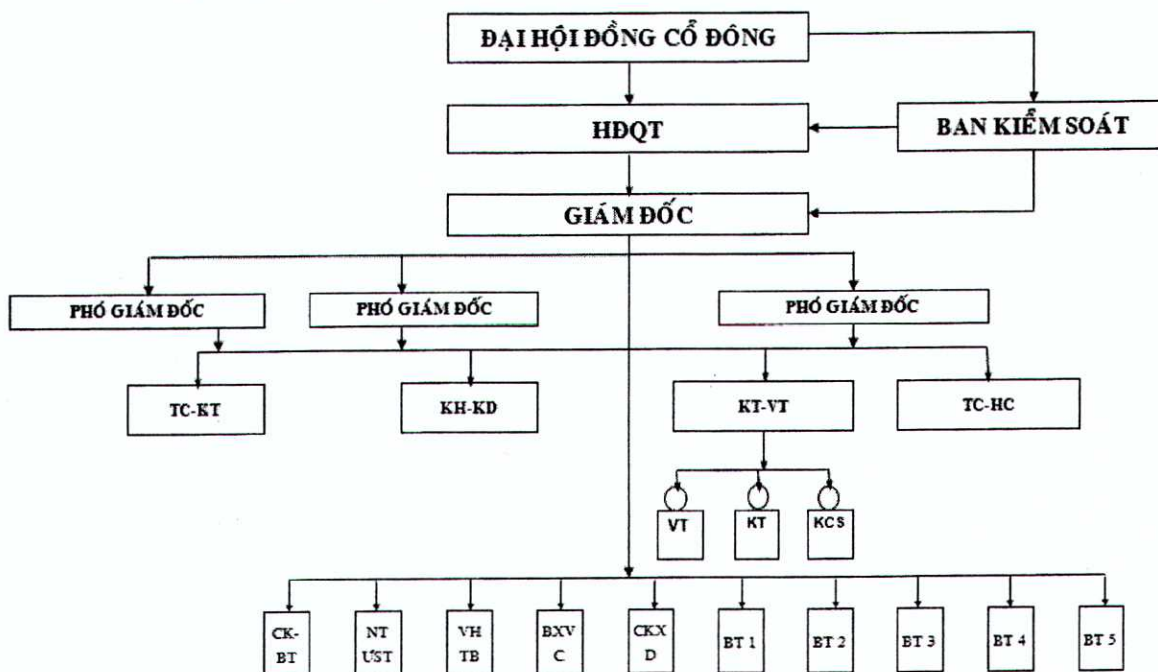 ĐẠI HỘI ĐỒNG CỔ ĐÔNG
HĐQT
BAN KIỂM SOÁT
GIÁM ĐỐC
PHÓ GIÁM ĐỐC
PHÓ GIÁM ĐỐC
PHÓ GIÁM ĐỐC
TC-KT
KH-KD
KT-VT
TC-HC
VT
KT
KCS
CK-
BT
NT
ƯST
VH
TB
BXV
C
CKX
D
BT 1
BT 2
BT 3
BT 4
BT 5